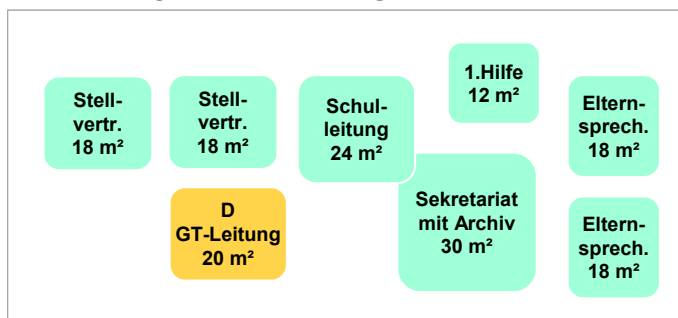 Stell-
vertr.
18 m²
Stell-
vertr.
18 m²
Schul-
leitung
24 m²
1.Hilfe
12 m²
Eltern-
sprech.
18 m²
D
GT-Leitung
20 m²
Sekretariat
mit Archiv
30 m²
Eltern-
sprech.
18 m²